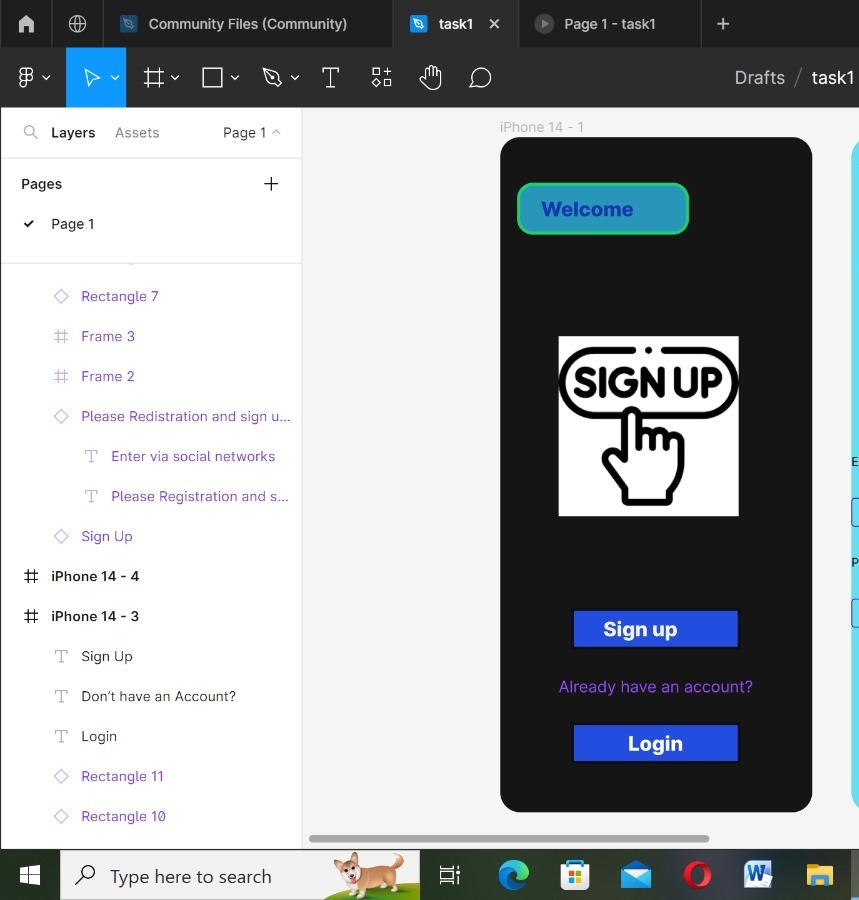 Community Files (Community)
task1
Page 1 - task1
Drafts / task1
Layers
Assets
Page 1
Pages
Page 1
Rectangle 7
Frame 3
Frame 2
Please Redistration and sign u...
Enter via social networks
Please Registration and s...
Sign Up
iPhone 14 - 4
iPhone 14 - 3
Sign Up
Don't have an Account?
Login
Rectangle 11
Rectangle 10
iPhone 14 - 1
Welcome
SIGN UP
Sign up
Already have an account?
Login
E
P
Type here to search